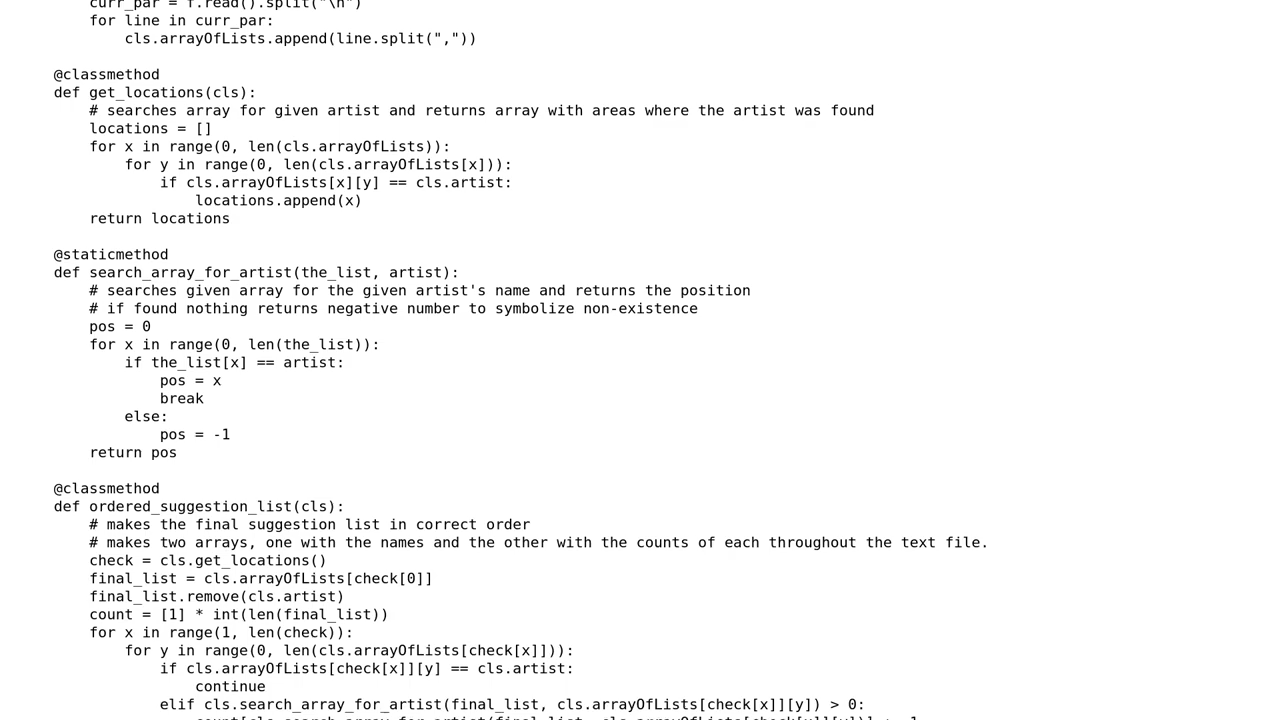 curr_par = f.read().split("\n")
for line in curr_par:
cls.arrayOfLists.append(line.split(","))
@classmethod
def get_locations(cls):
# searches array for given artist and returns array with areas where the artist was found
locations = []
for x in range(0, len(cls.arrayOfLists)):
for y in range(0, len(cls.arrayOfLists[x])):
if cls.arrayOfLists[x][y] == cls.artist:
locations.append(x)
return locations
@staticmethod
def search_array_for_artist(the_list, artist):
# searches given array for the given artist's name and returns the position
# if found nothing returns negative number to symbolize non-existence
pos = 0
for x in range(0, len(the_list)):
if the_list[x] == artist:
pos = x
break
else:
pos = -1
return pos
@classmethod
def ordered_suggestion_list(cls):
# makes the final suggestion list in correct order
# makes two arrays, one with the names and the other with the counts of each throughout the text file.
check = cls.get_locations()
final_list = cls.arrayOfLists[check[0]]
final_list.remove(cls.artist)
count = [1] * int(len(final_list))
for x in range(1, len(check)):
for y in range(0, len(cls.arrayOfLists[check[x]])):
if cls.arrayOfLists[check[x]][y] == cls.artist:
continue
elif cls.search_array_for_artist(final_list, cls.arrayOfLists[check[x]][y]) > 0: